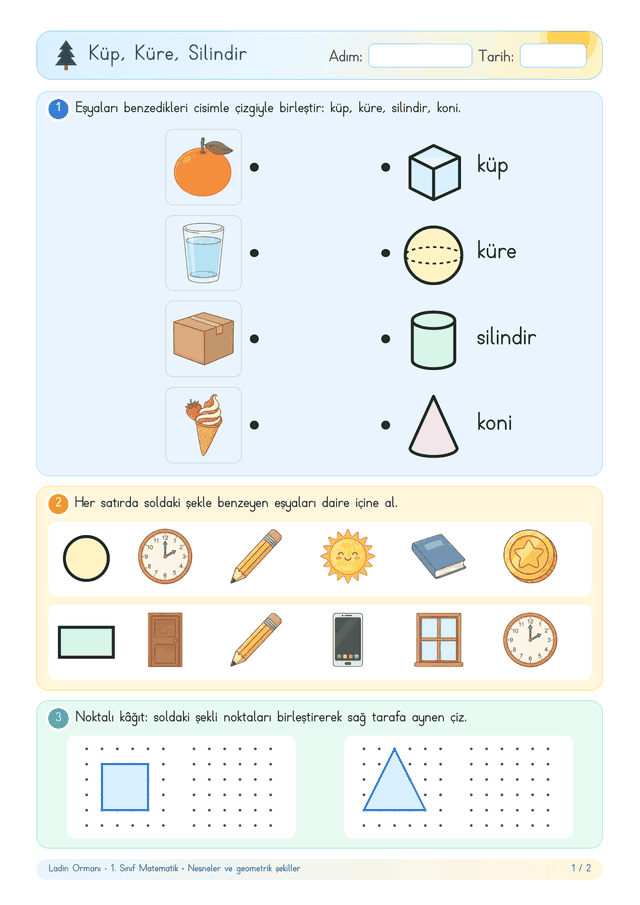 Küp, Küre, Silindir
Adım:
Tarih:
1 Eşyaları benzedikleri cisimle çizgiyle birleştir: küp, küre, silindir, koni.
küp
küre
silindir
koni
2 Her satırda soldaki şekle benzeyen eşyaları daire içine al.
3 Noktalı kâğıt: soldaki şekli noktaları birleştirerek sağ tarafa aynen çiz.
Ladin Ormanı • 1. Sınıf Matematik • Nesneler ve geometrik şekiller
1 / 2